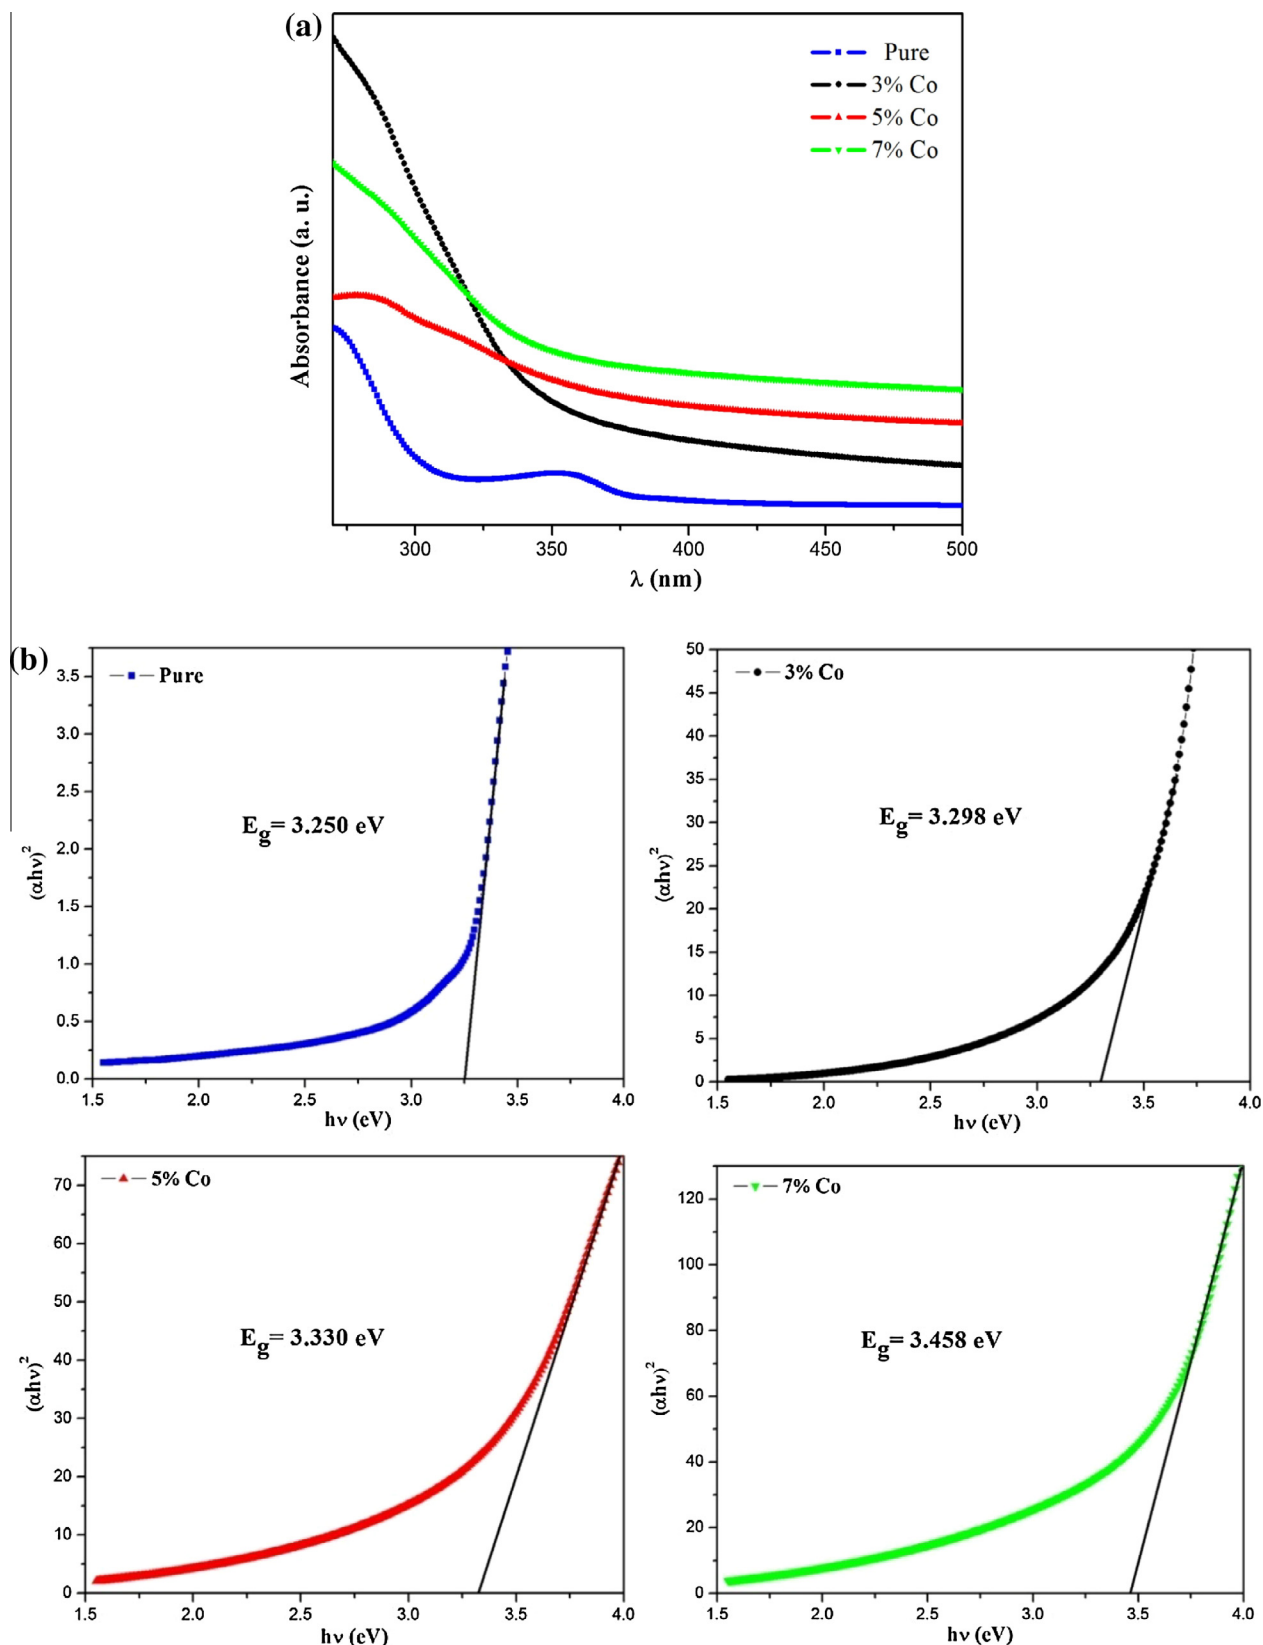 (a)
Pure
3% Co
5% Co
7% Co
Absorbance (a. u.)
300 350 400 450 500
λ (nm)
(b)
Pure
3.5
3.0
2.5
2.0
1.5
1.0
0.5
0.0
(αhν)²
E_g= 3.250 eV
1.5 2.0 2.5 3.0 3.5 4.0
hν (eV)
3% Co
50
45
40
35
30
25
20
15
10
5
0
(αhν)²
E_g= 3.298 eV
1.5 2.0 2.5 3.0 3.5 4.0
hν (eV)
5% Co
70
60
50
40
30
20
10
0
(αhν)²
E_g= 3.330 eV
1.5 2.0 2.5 3.0 3.5 4.0
hν (eV)
7% Co
120
100
80
60
40
20
0
(αhν)²
E_g= 3.458 eV
1.5 2.0 2.5 3.0 3.5 4.0
hν (eV)